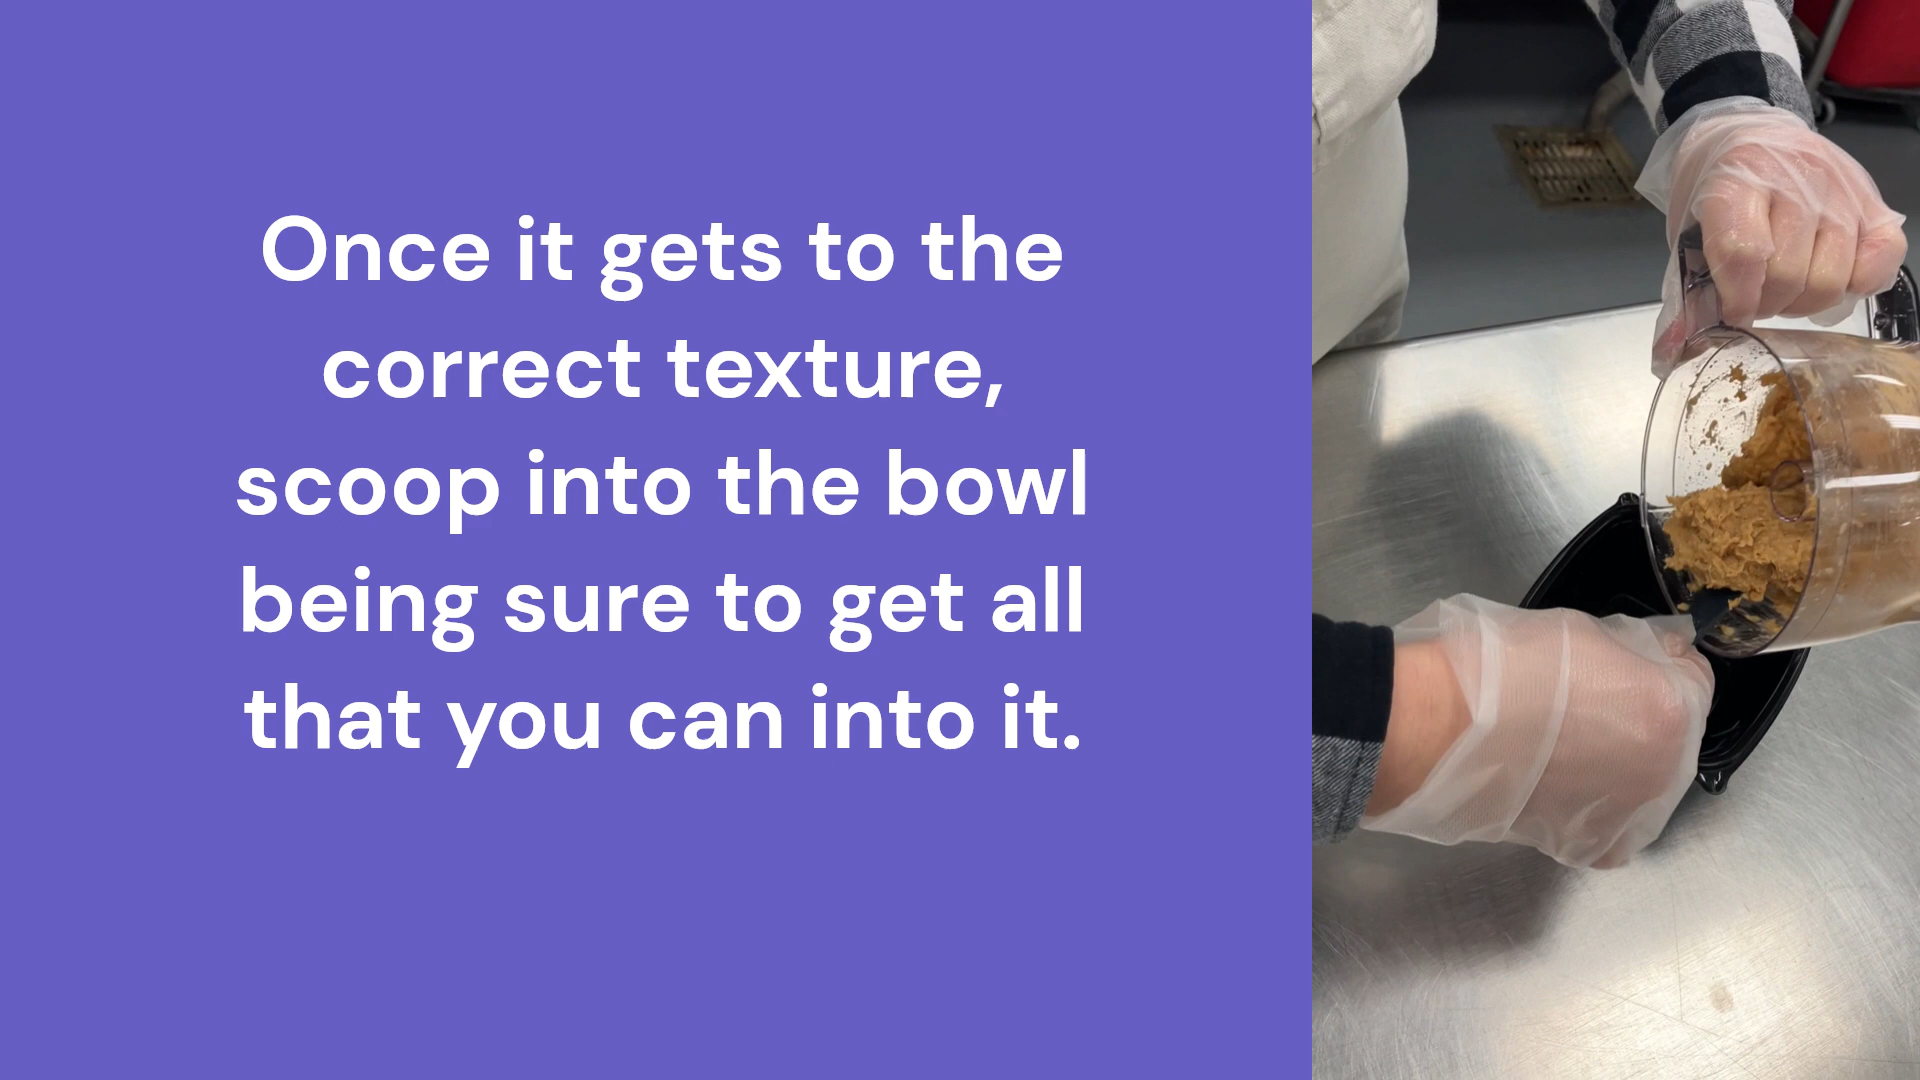 Once it gets to the
correct texture,
scoop into the bowl
being sure to get all
that you can into it.